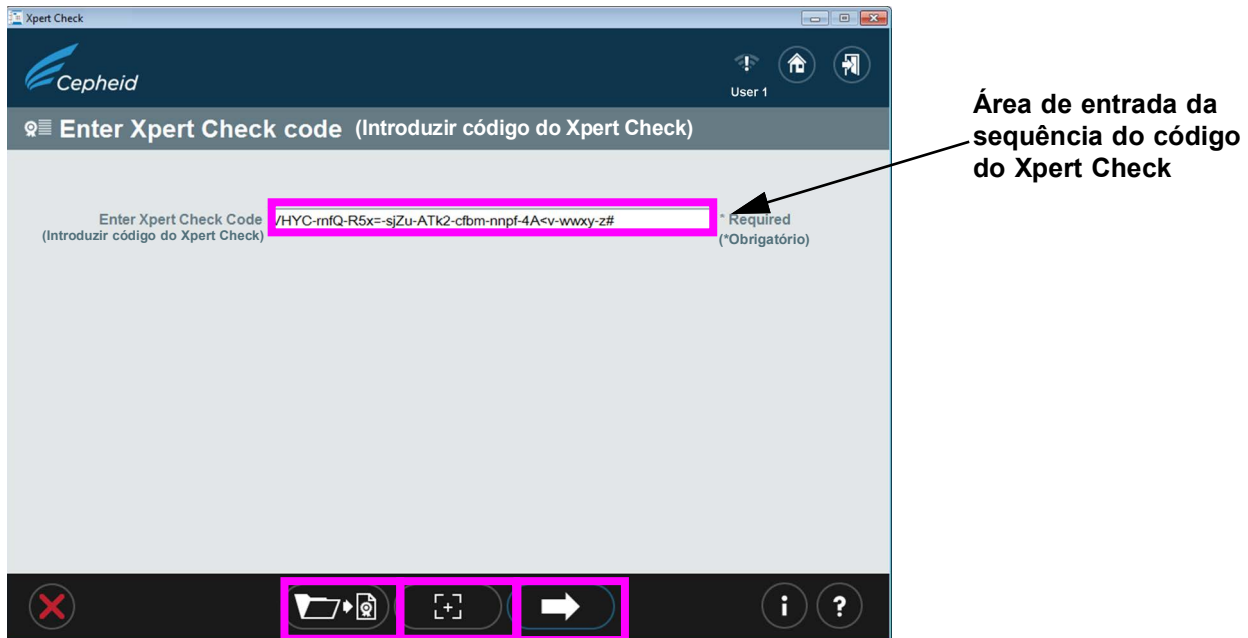 Xpert Check
Cepheid
User 1
Enter Xpert Check code (Introduzir código do Xpert Check)
Área de entrada da
sequência do código
do Xpert Check
Enter Xpert Check Code
(Introduzir código do Xpert Check)
/HYC-rnfQ-R5x=-sjZu-ATk2-cfbm-nnpf-4A<v-wwxy-z#
* Required
(*Obrigatório)
i
?